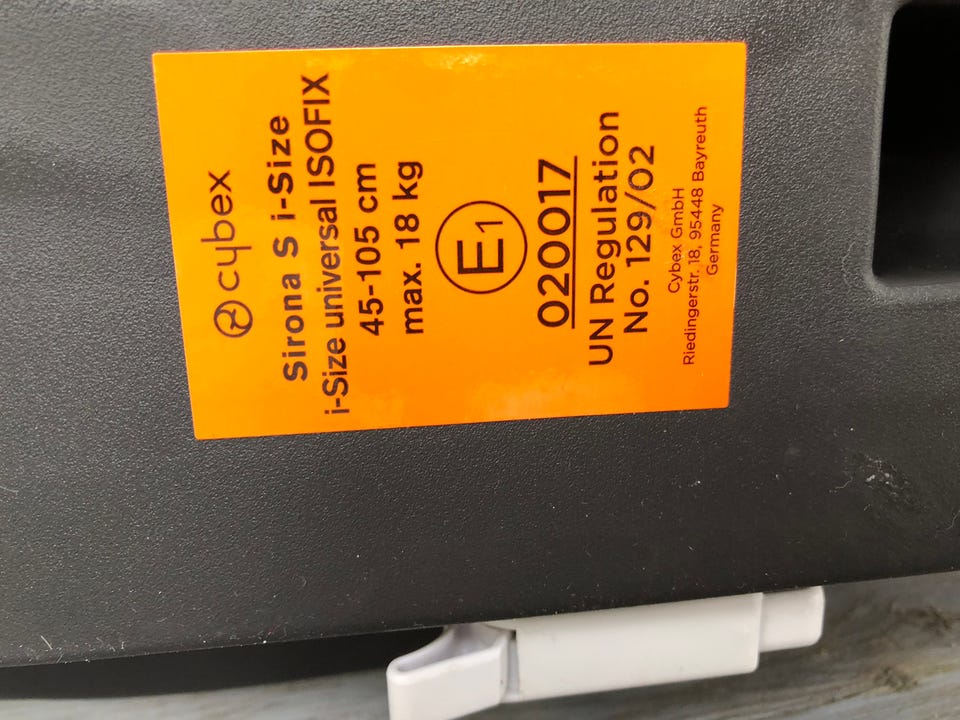 cybex
Sirona S i-Size
i-Size universal ISOFIX
45-105 cm
max. 18 kg
E1
020017
UN Regulation
No. 129/02
Cybex GmbH
Riedingerstr. 18, 95448 Bayreuth
Germany